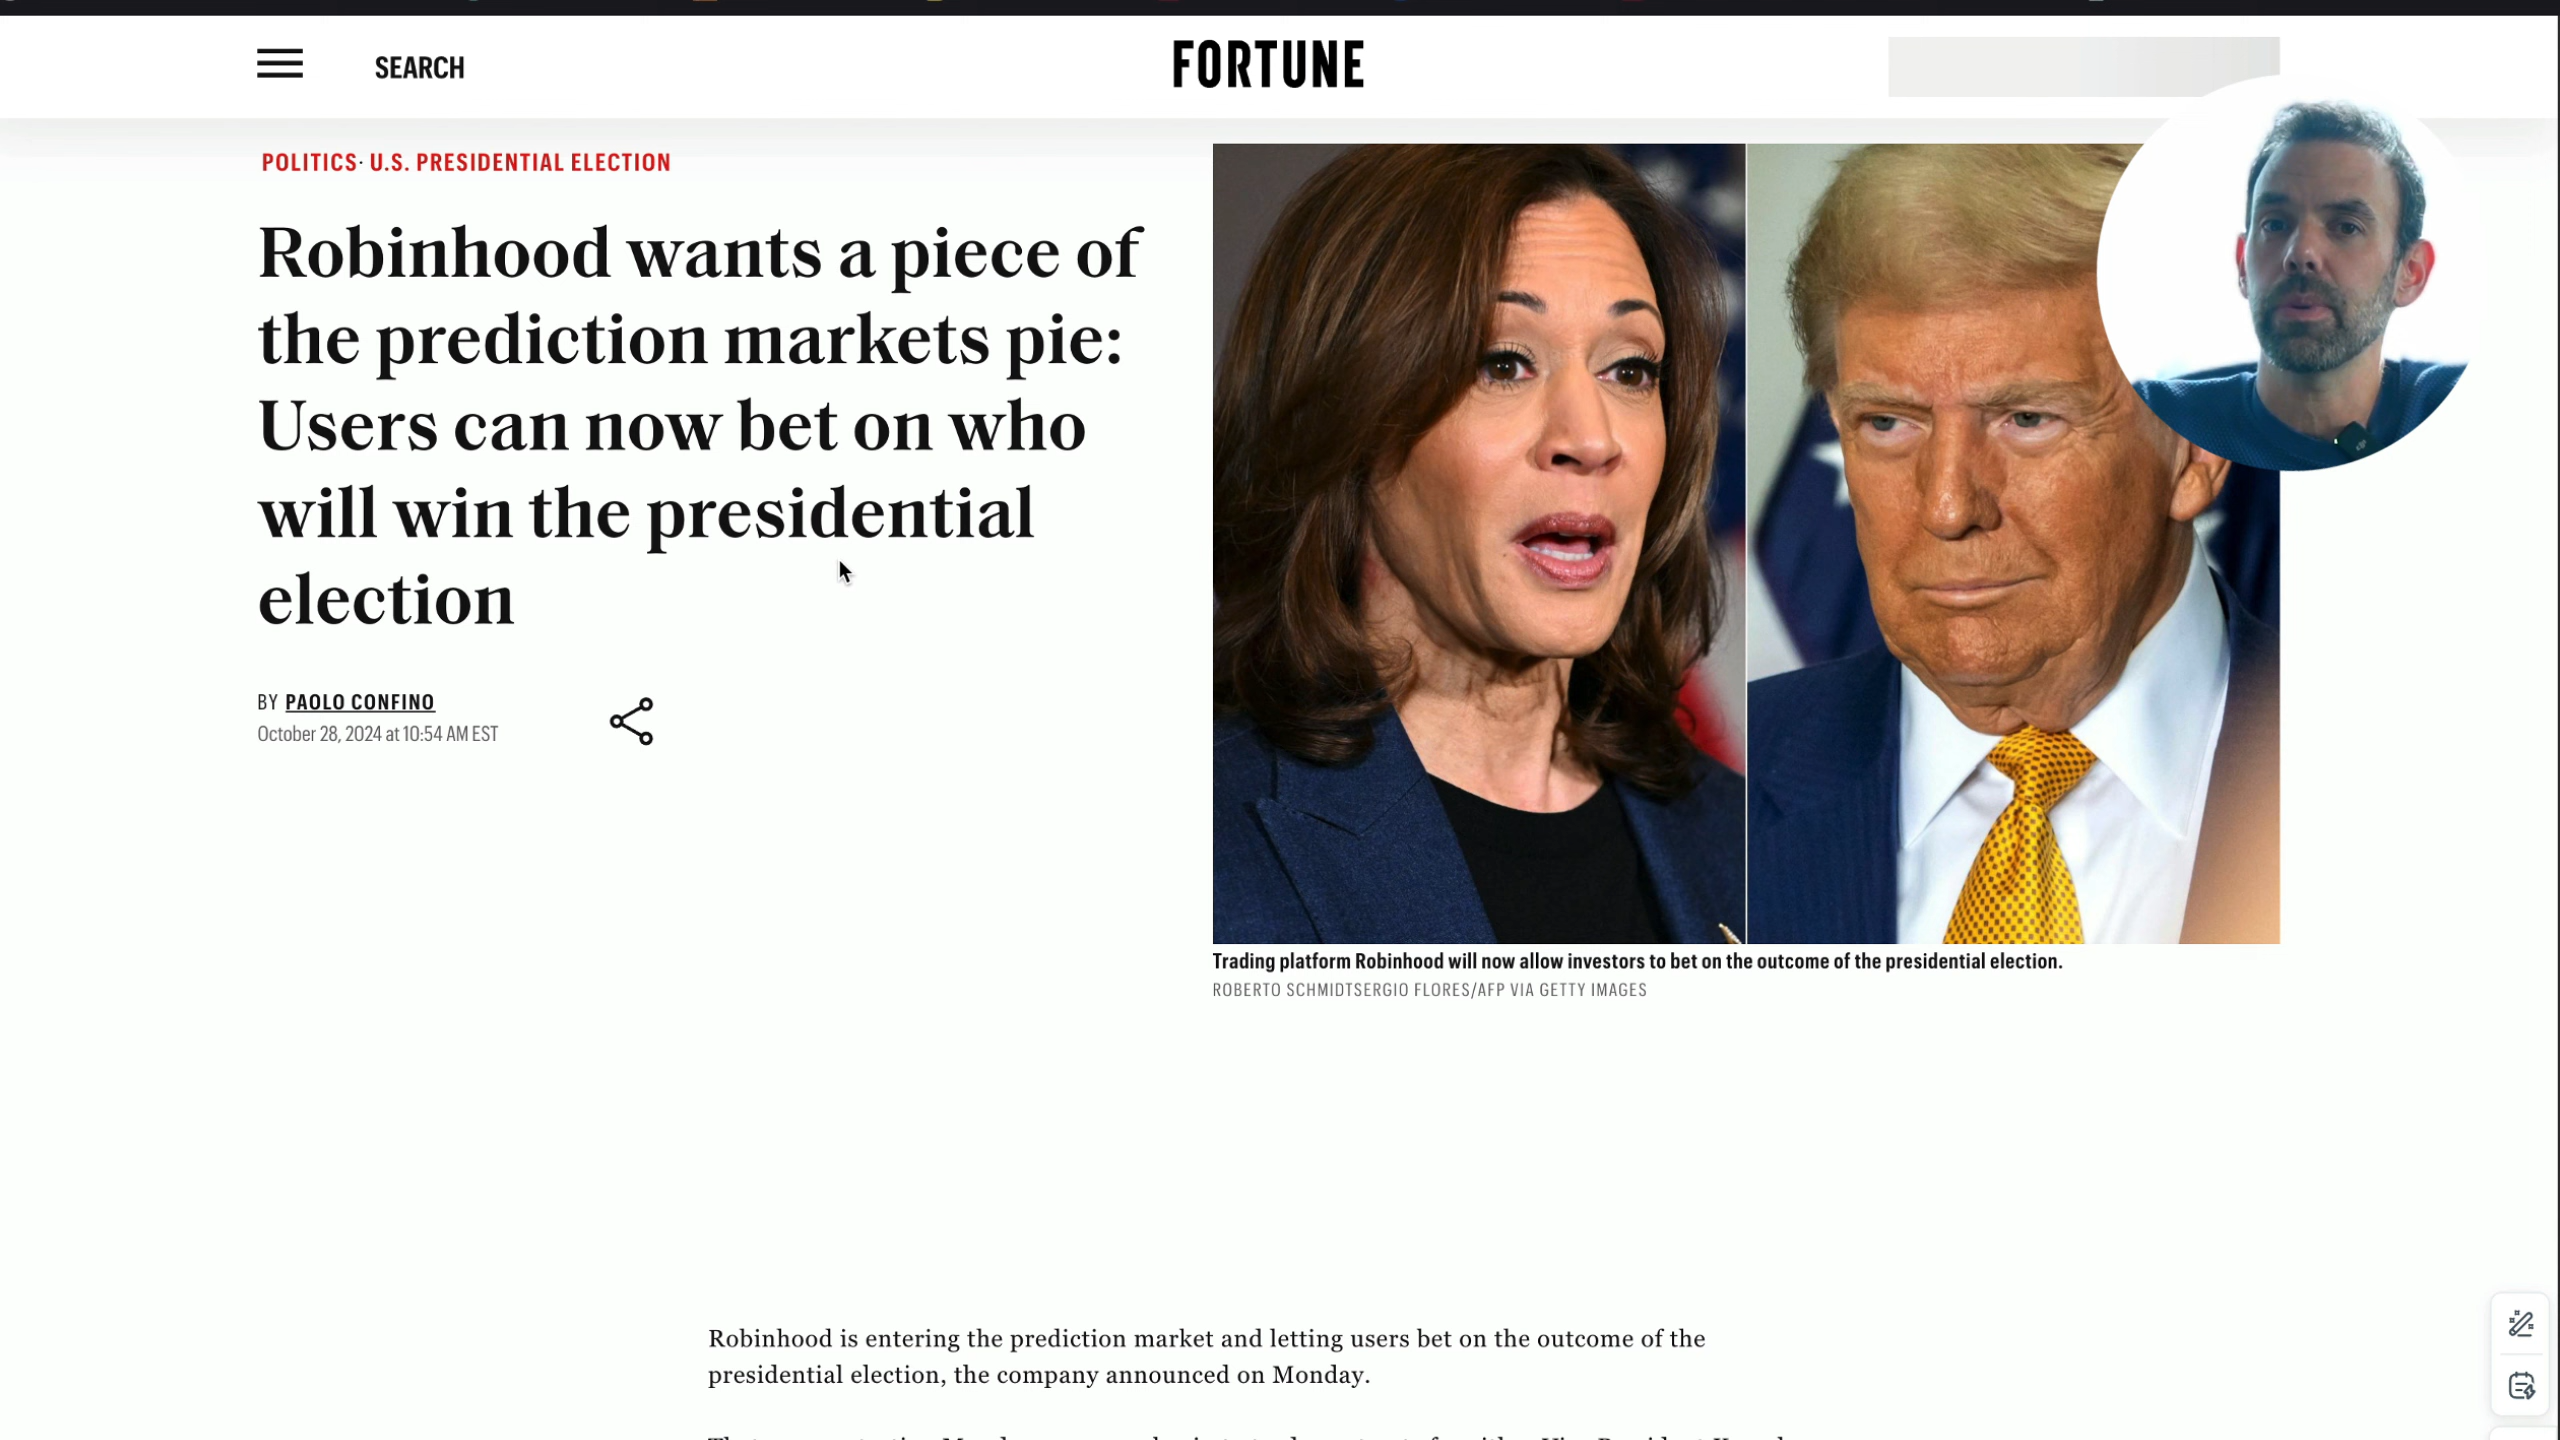 SEARCH
FORTUNE
POLITICS· U.S. PRESIDENTIAL ELECTION
Robinhood wants a piece of
the prediction markets pie:
Users can now bet on who
will win the presidential
election
BY PAOLO CONFINO
October 28, 2024 at 10:54 AM EST
Trading platform Robinhood will now allow investors to bet on the outcome of the presidential election.
ROBERTO SCHMIDTSERGIO FLORES/AFP VIA GETTY IMAGES
Robinhood is entering the prediction market and letting users bet on the outcome of the
presidential election, the company announced on Monday.